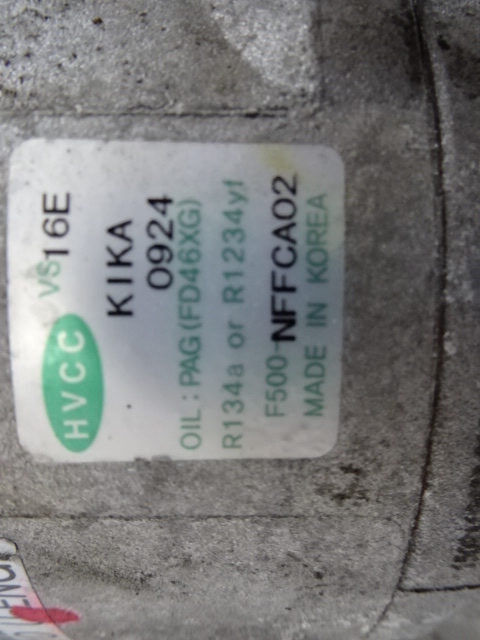 HVCC VS16E
KIKA
0924
OIL : PAG (FD46XG)
R134a or R1234yf
F500-NFFCA02
MADE IN KOREA